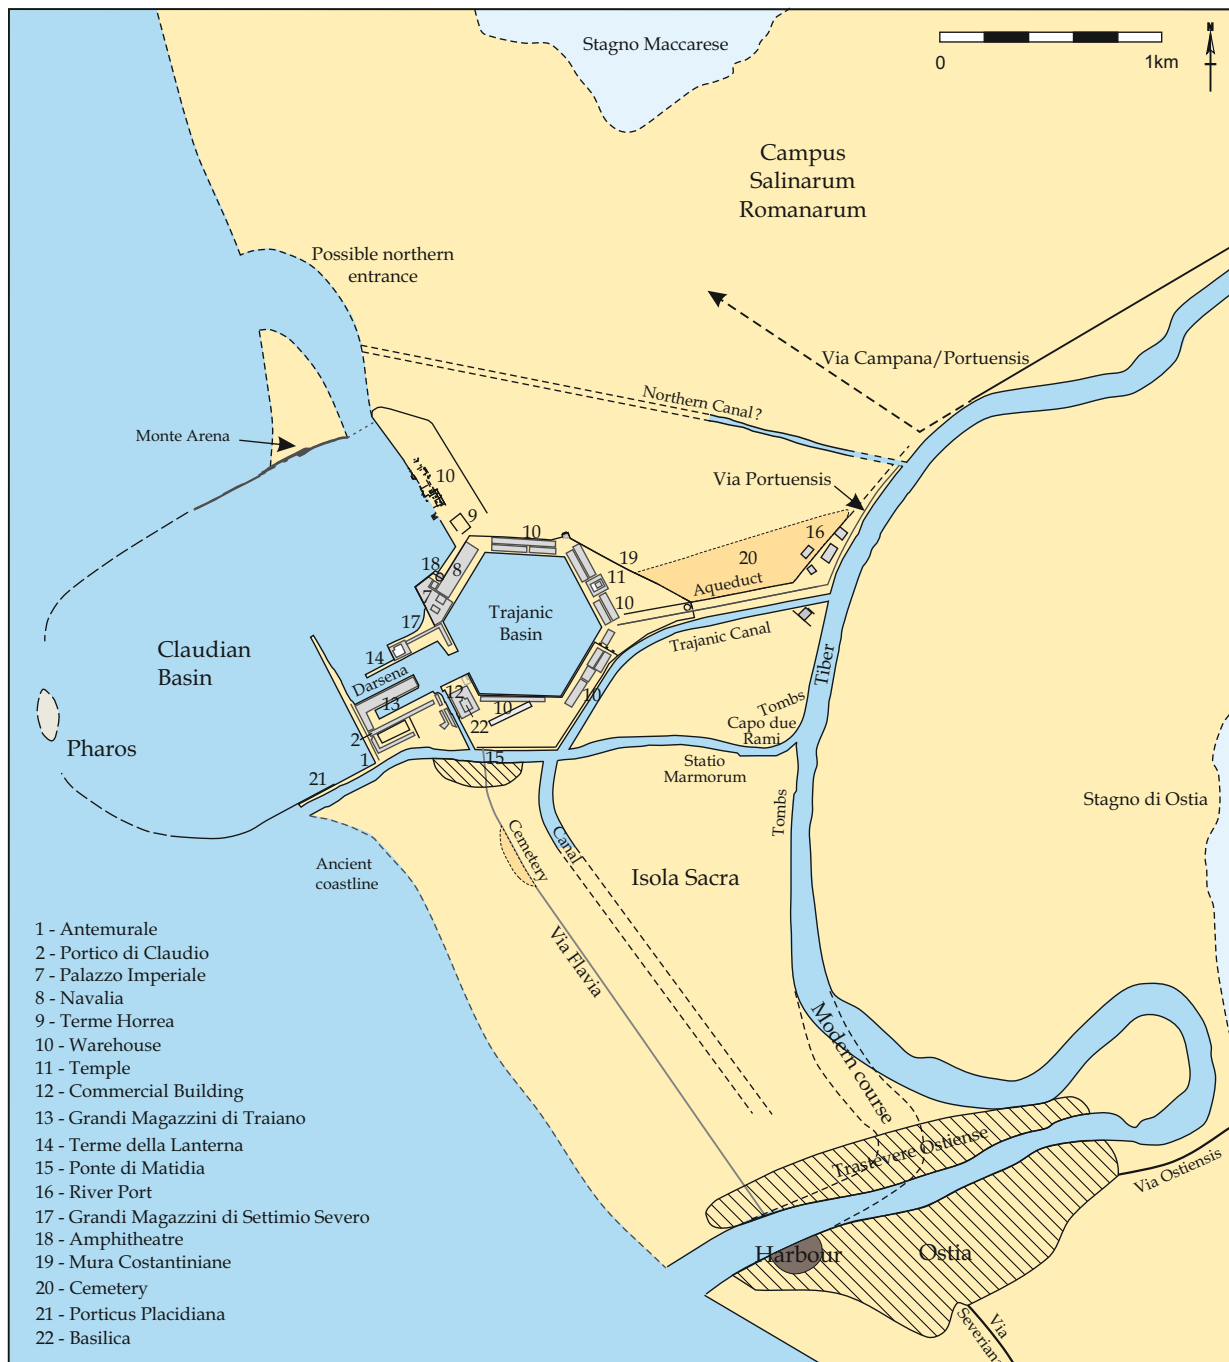 Stagno Maccarese
N
0
1km
Campus
Salinarum
Romanarum
Possible northern
entrance
Via Campana/Portuensis
Northern Canal?
Monte Arena
Via Portuensis
10
9
10
16
19
20
18
8
11
Aqueduct
7
10
Trajanic
Basin
17
Trajanic Canal
Claudian
Basin
14
Darsena
Tiber
12
10
13
10
Tombs
22
Capo due
Rami
2
Pharos
1
15
Statio
Marmorum
21
Tombs
Stagno di Ostia
Cemetery
Canal
Ancient
coastline
Isola Sacra
Via Flavia
Modern course
1 - Antemurale
2 - Portico di Claudio
7 - Palazzo Imperiale
8 - Navalia
9 - Terme Horrea
10 - Warehouse
11 - Temple
12 - Commercial Building
13 - Grandi Magazzini di Traiano
14 - Terme della Lanterna
15 - Ponte di Matidia
16 - River Port
17 - Grandi Magazzini di Settimio Severo
18 - Amphitheatre
19 - Mura Costantiniane
20 - Cemetery
21 - Porticus Placidiana
22 - Basilica
Trastevere Ostiense
Via Ostiensis
Harbour
Ostia
Via
Severiana